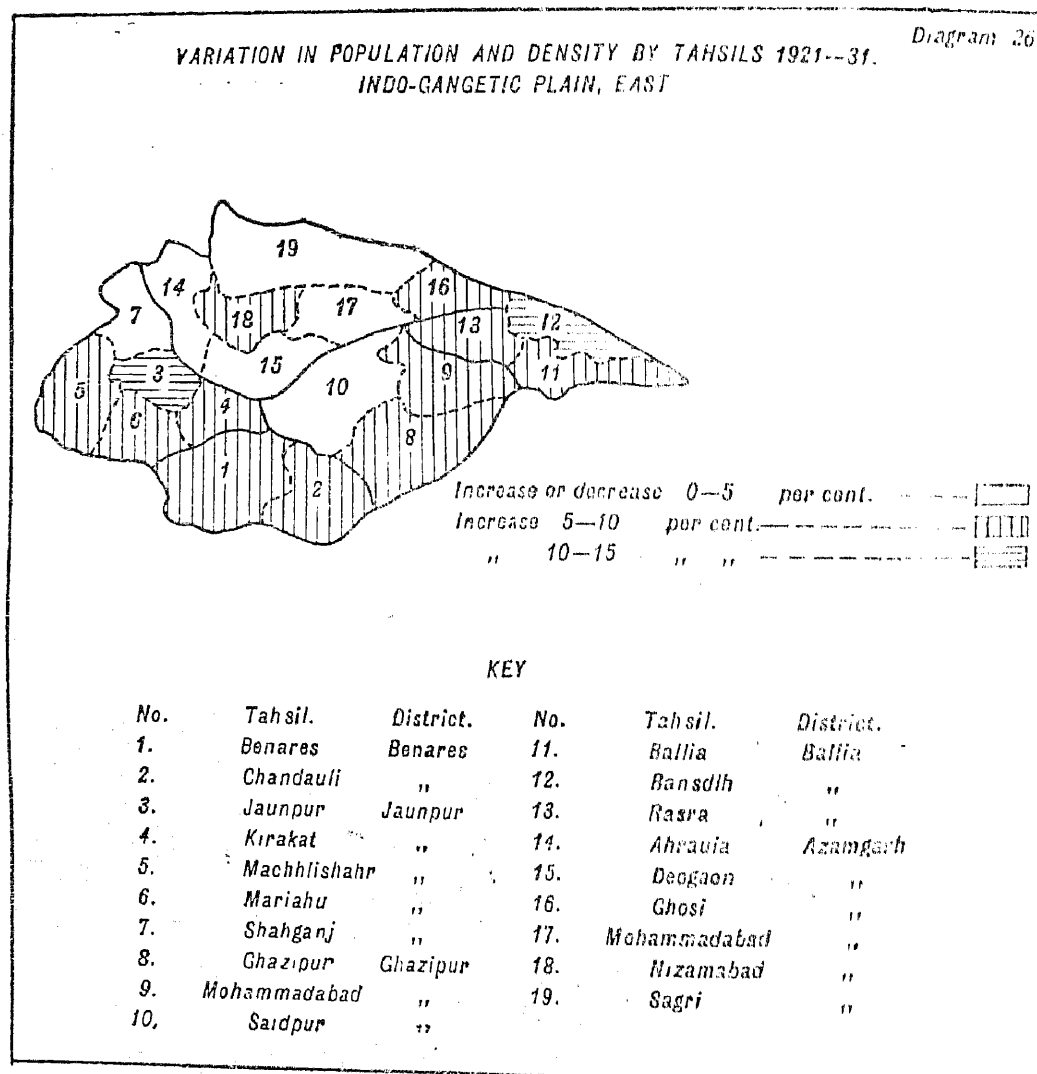 Diagram 26
VARIATION IN POPULATION AND DENSITY BY TAHSILS 1921--31.
INDO-GANGETIC PLAIN, EAST
19
14
16
7
18
17
13
12
3
15
9
11
5
10
4
6
8
1
2
Increase or decrease 0—5 per cent.
Increase 5—10 per cent.
„ 10—15 „ „
KEY
No. Tahsil. District. No. Tahsil. District.
1. Benares Benares 11. Ballia Ballia
2. Chandauli „ 12. Bansdih „
3. Jaunpur Jaunpur 13. Rasra „
4. Kirakat „ 14. Ahraula Azamgarh
5. Machhlishahr „ 15. Deogaon „
6. Mariahu „ 16. Ghosi „
7. Shahganj „ 17. Mohammadabad „
8. Ghazipur Ghazipur 18. Nizamabad „
9. Mohammadabad „ 19. Sagri „
10. Saidpur „